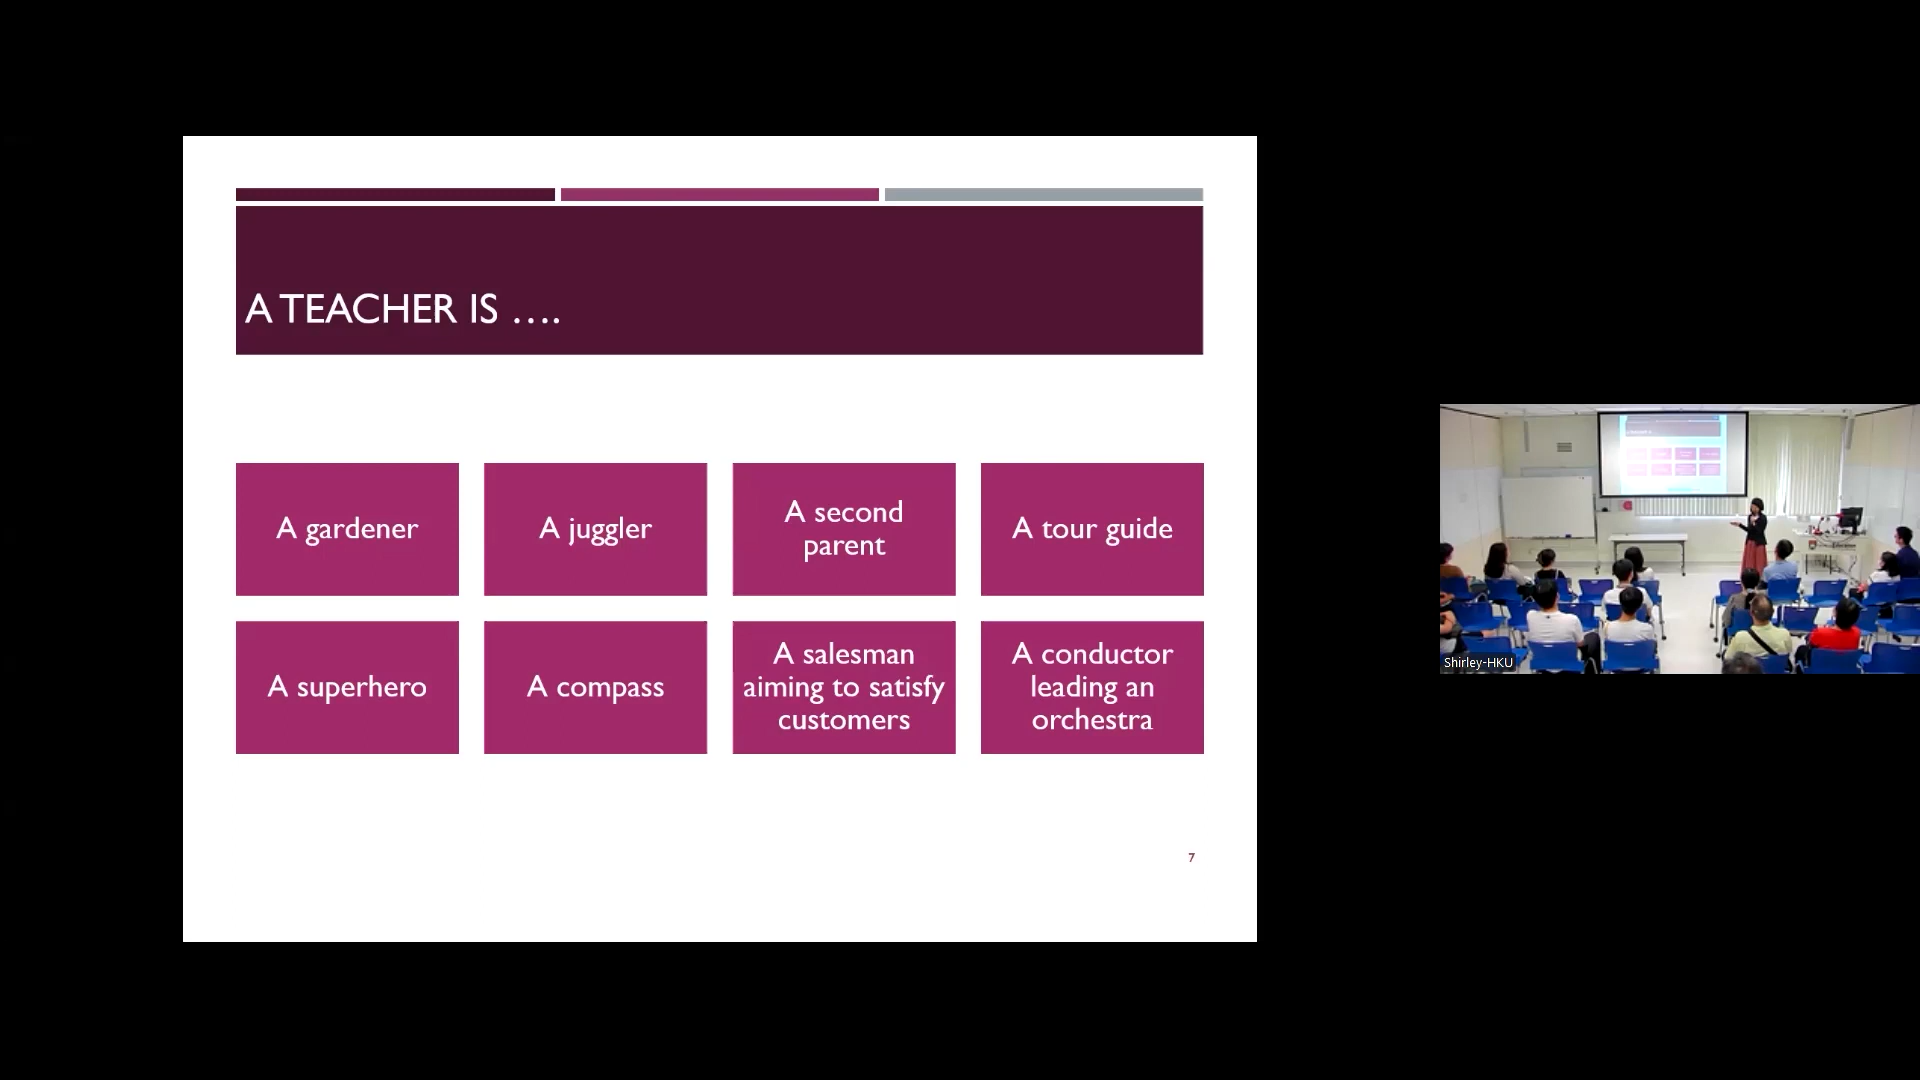 A TEACHER IS ....
A gardener
A juggler
A second
parent
A tour guide
A superhero
A compass
A salesman
aiming to satisfy
customers
A conductor
leading an
orchestra
7
Shirley-HKU